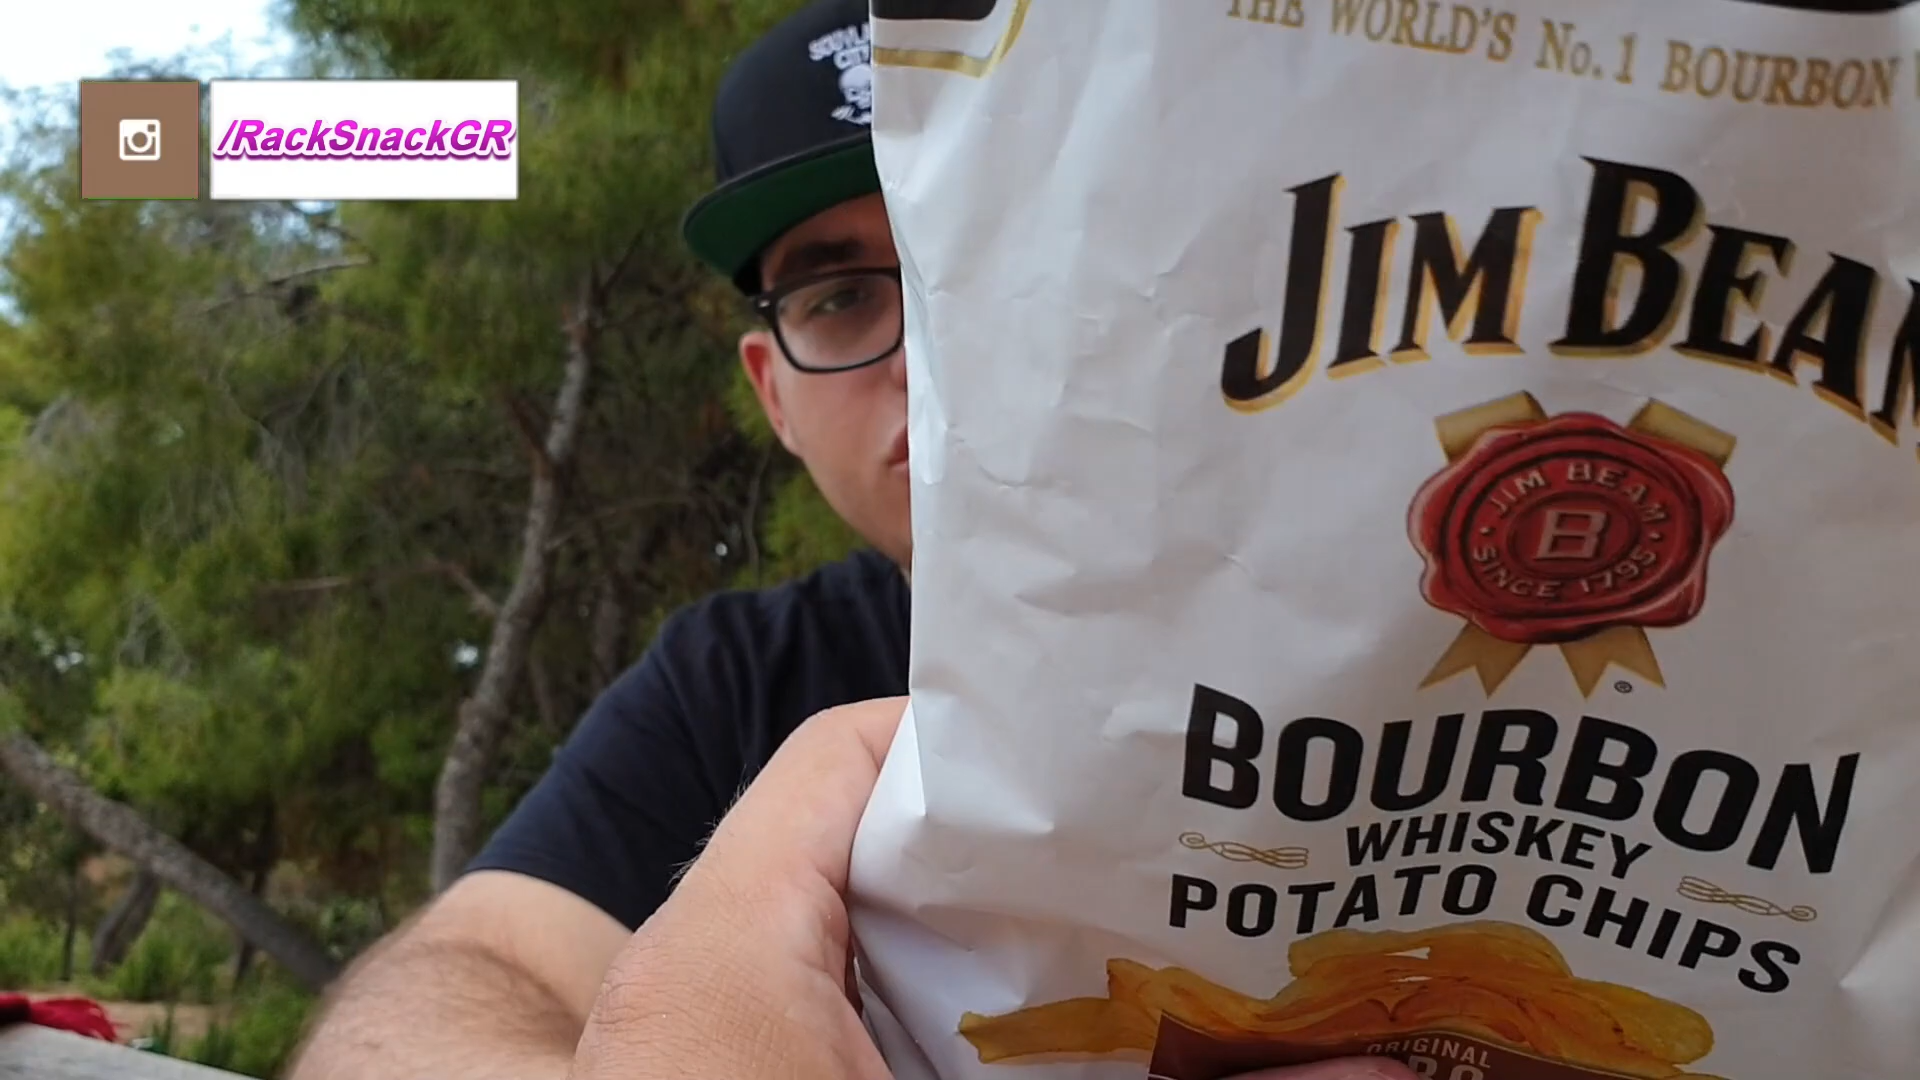 /RackSnackGR
THE WORLD'S No. 1 BOURBON
JIM BEAM
JIM BEAM
B
SINCE 1795
®
BOURBON
WHISKEY
POTATO CHIPS
ORIGINAL